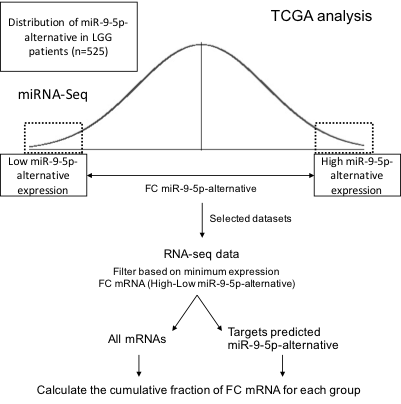 Distribution of miR-9-5p-
alternative in LGG
patients (n=525)
TCGA analysis
miRNA-Seq
Low miR-9-5p-
alternative
expression
High miR-9-5p-
alternative
expression
FC miR-9-5p-alternative
Selected datasets
RNA-seq data
Filter based on minimum expression
FC mRNA (High-Low miR-9-5p-alternative)
All mRNAs
Targets predicted
miR-9-5p-alternative
Calculate the cumulative fraction of FC mRNA for each group